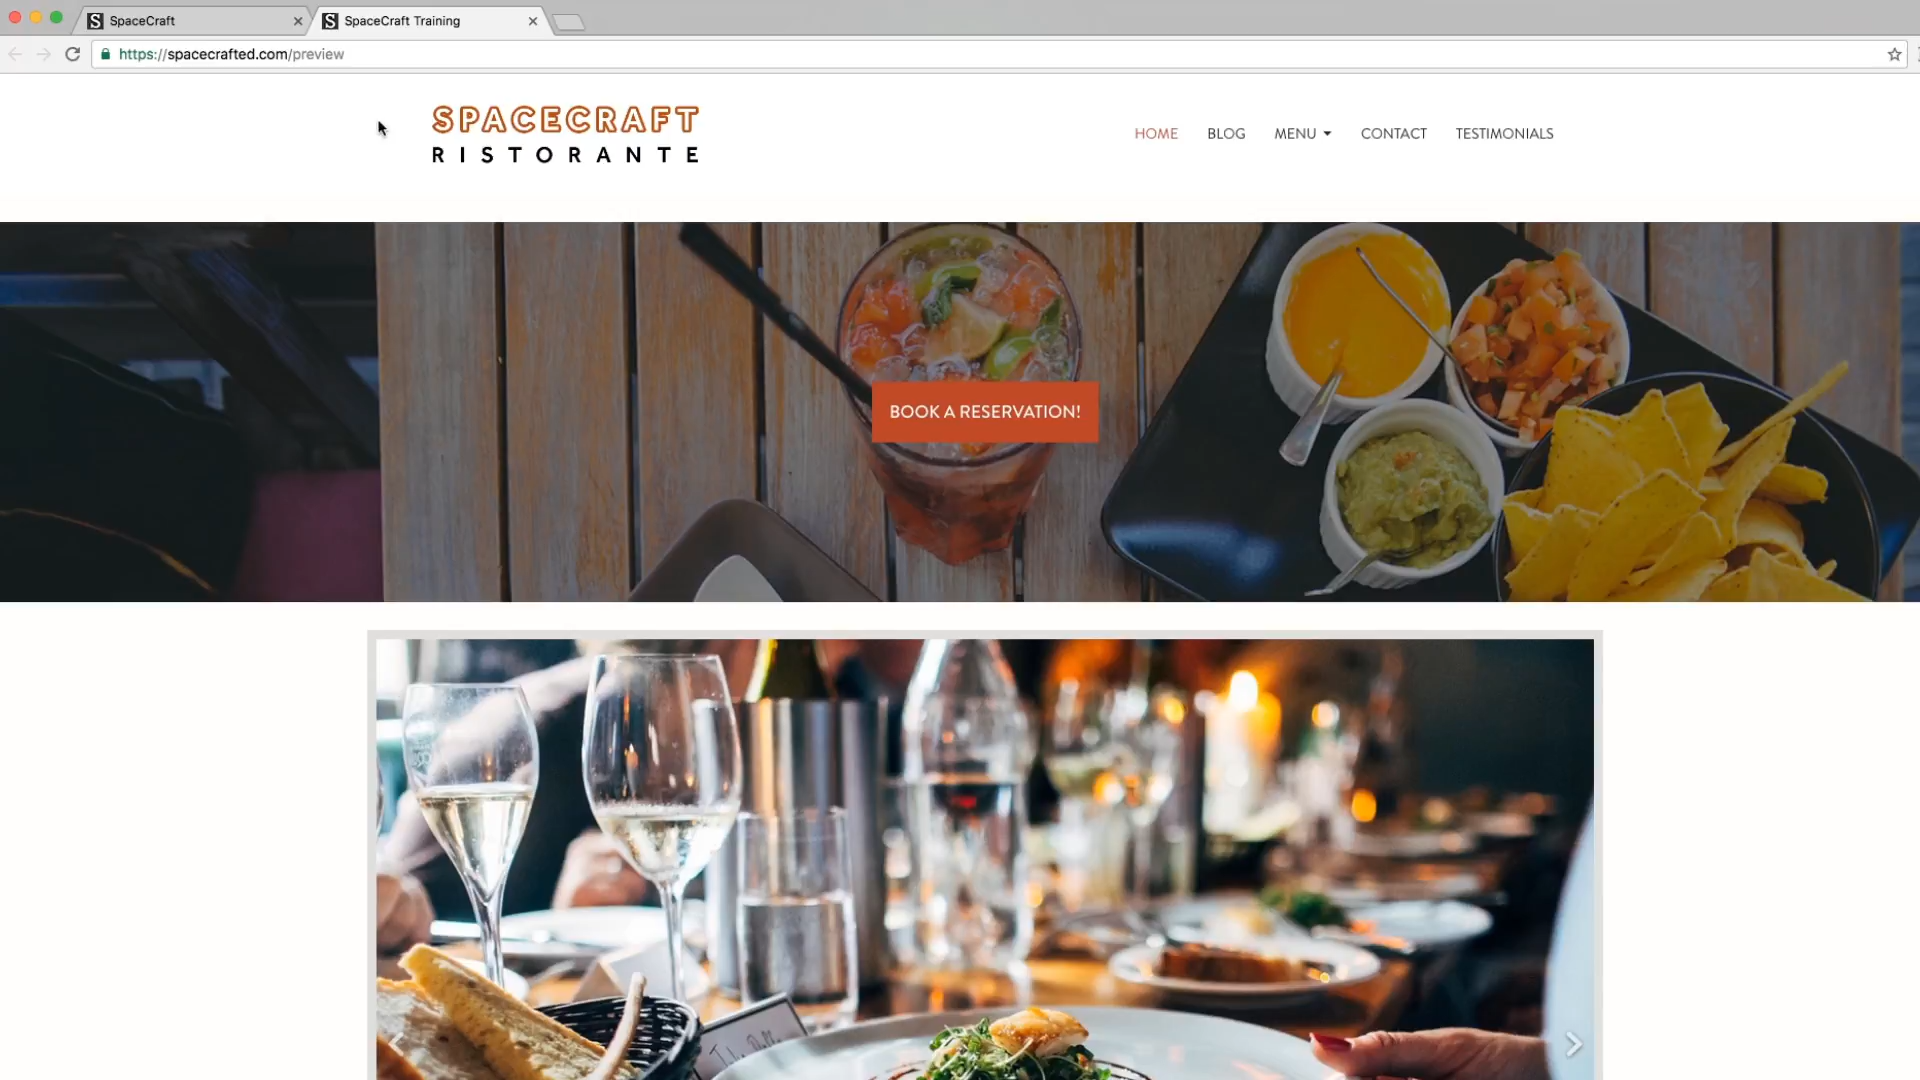 SpaceCraft
SpaceCraft Training
https://spacecrafted.com/preview
SPACECRAFT
RISTORANTE
HOME
BLOG
MENU
CONTACT
TESTIMONIALS
BOOK A RESERVATION!